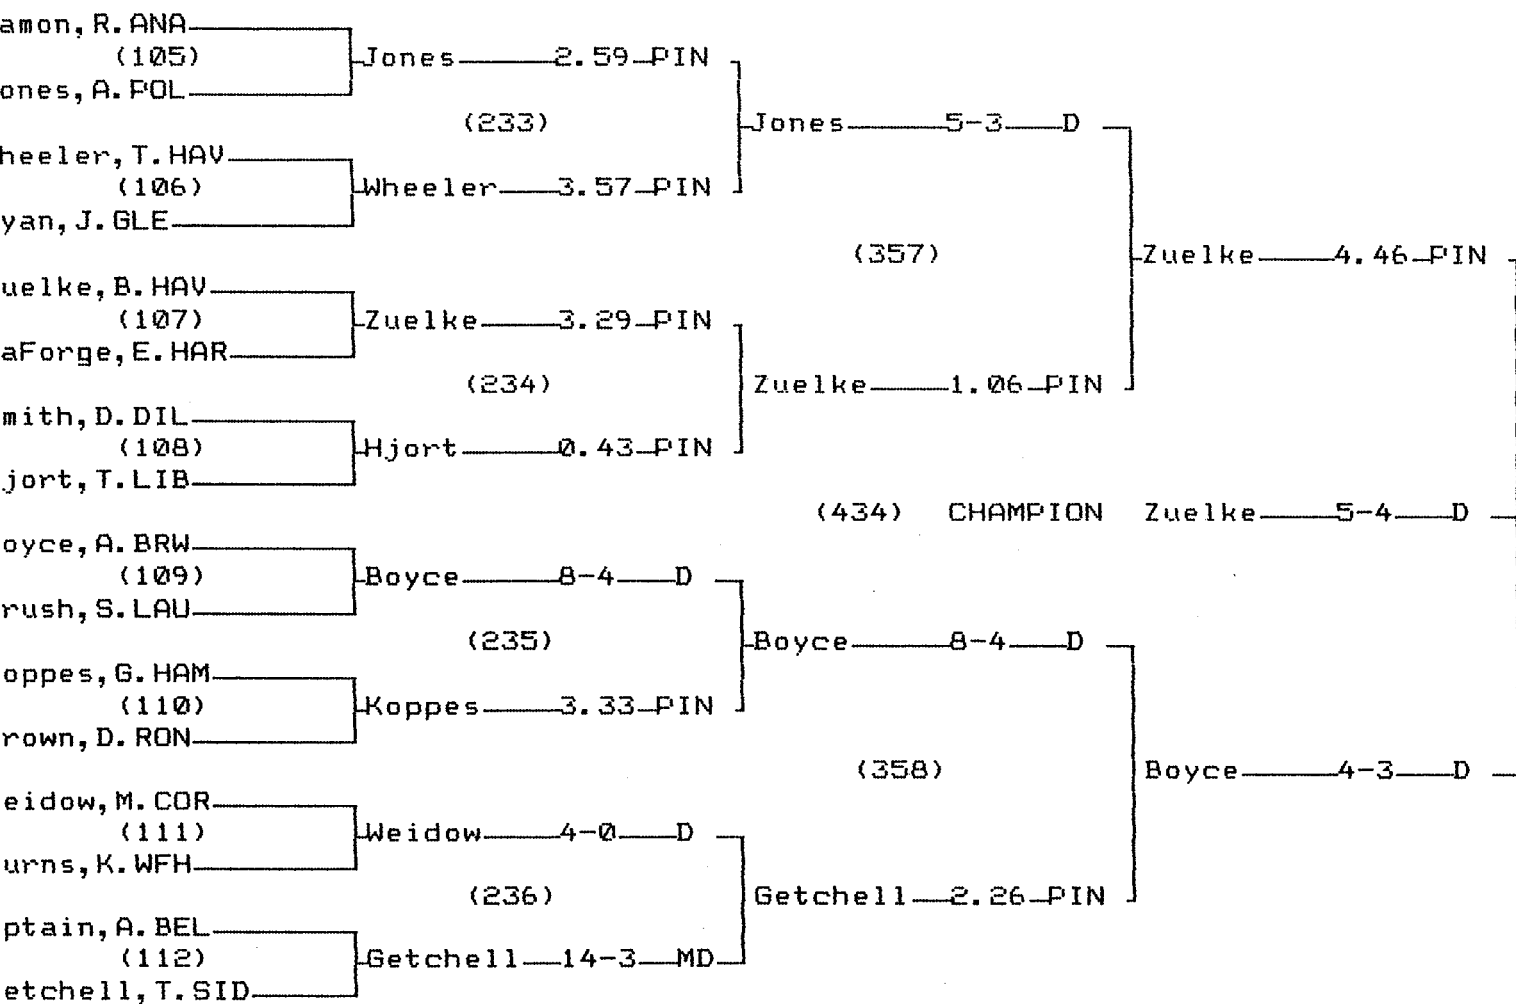 amon, R. ANA
(105) Jones 2.59 PIN
ones, A. POL
(233) Jones 5-3 D
heeler, T. HAV
(106) Wheeler 3.57 PIN
yan, J. GLE
(357) Zuelke 4.46 PIN
uelke, B. HAV
(107) Zuelke 3.29 PIN
aForge, E. HAR
(234) Zuelke 1.06 PIN
mith, D. DIL
(108) Hjort 0.43 PIN
jort, T. LIB
(434) CHAMPION Zuelke 5-4 D
oyce, A. BRW
(109) Boyce 8-4 D
rush, S. LAU
(235) Boyce 8-4 D
oppes, G. HAM
(110) Koppes 3.33 PIN
rown, D. RON
(358) Boyce 4-3 D
eidow, M. COR
(111) Weidow 4-0 D
urns, K. WFH
(236) Getchell 2.26 PIN
ptain, A. BEL
(112) Getchell 14-3 MD
etchell, T. SID